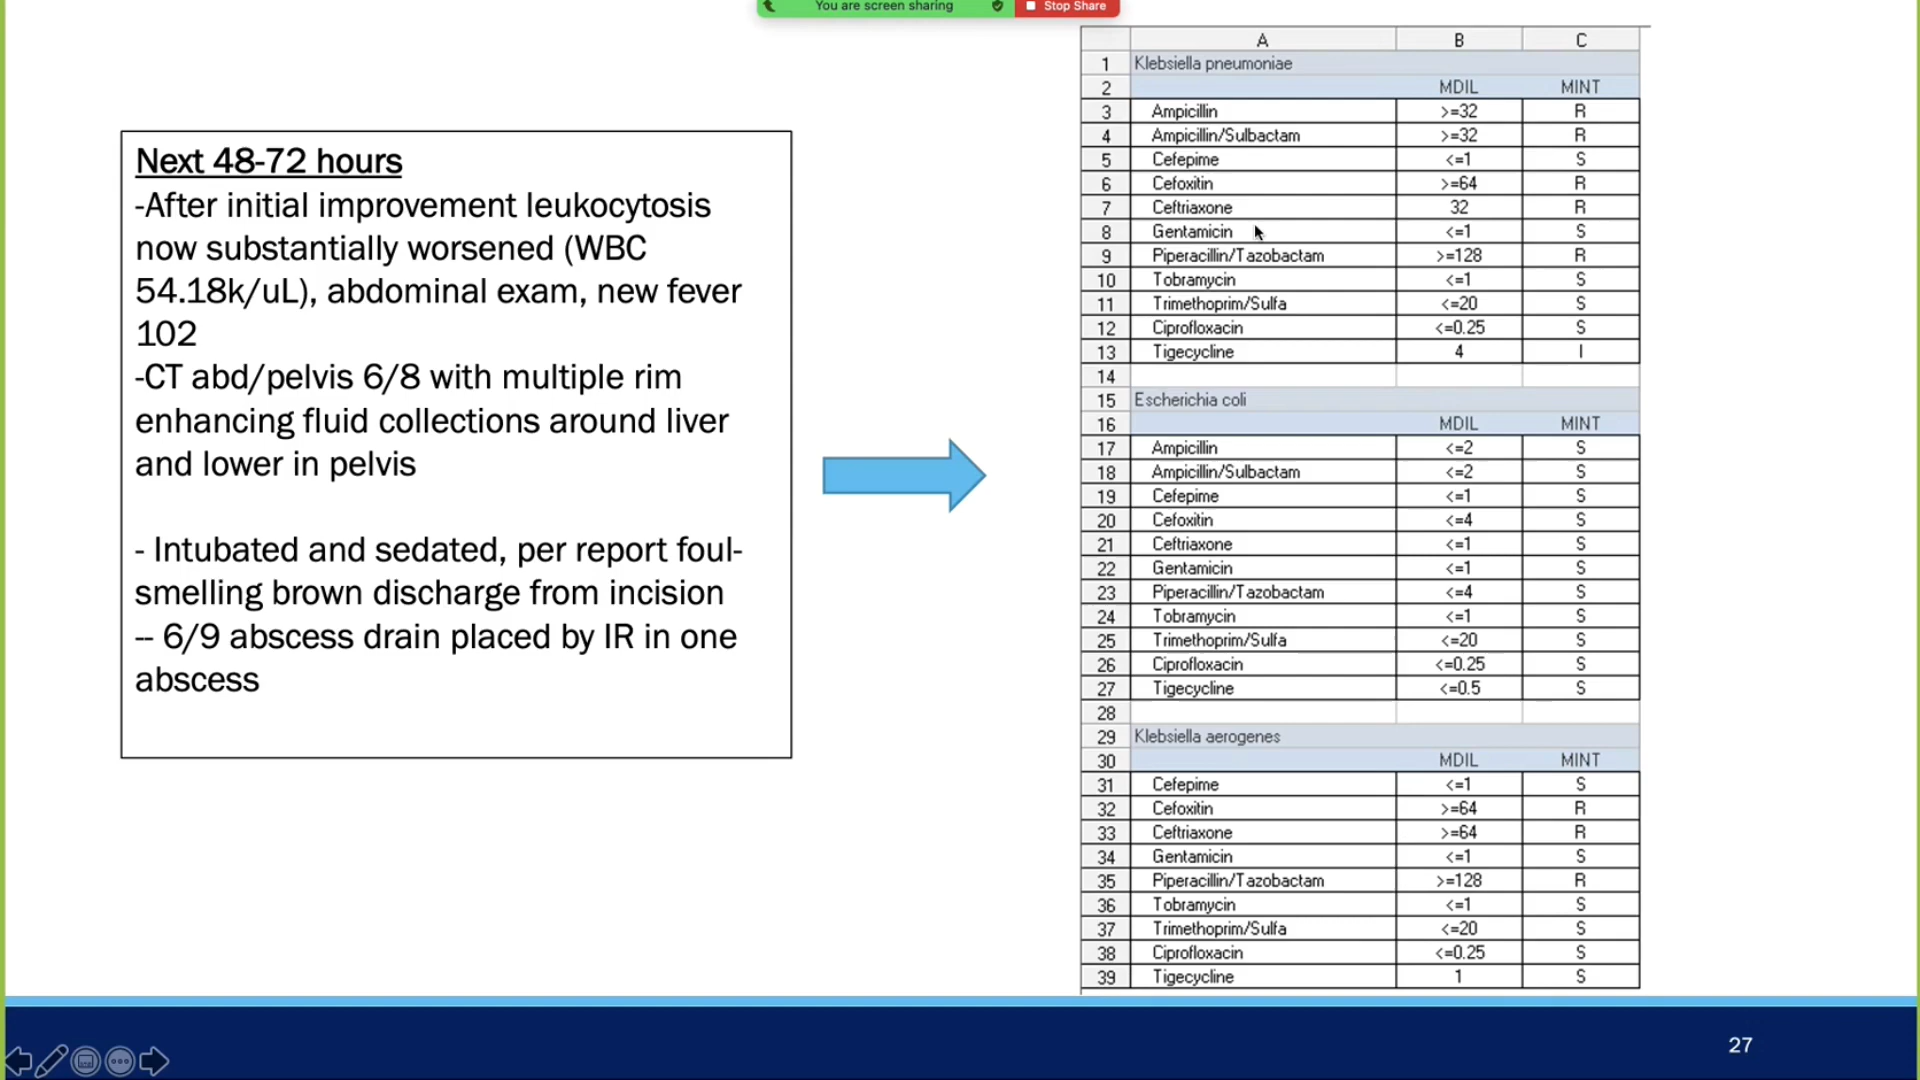 You are screen sharing
Stop Share
Next 48-72 hours
-After initial improvement leukocytosis
now substantially worsened (WBC
54.18k/uL), abdominal exam, new fever
102
-CT abd/pelvis 6/8 with multiple rim
enhancing fluid collections around liver
and lower in pelvis
- Intubated and sedated, per report foul-
smelling brown discharge from incision
-- 6/9 abscess drain placed by IR in one
abscess
A B C
1 Klebsiella pneumoniae
2 MDIL MINT
3 Ampicillin >=32 R
4 Ampicillin/Sulbactam >=32 R
5 Cefepime <=1 S
6 Cefoxitin >=64 R
7 Ceftriaxone 32 R
8 Gentamicin <=1 S
9 Piperacillin/Tazobactam >=128 R
10 Tobramycin <=1 S
11 Trimethoprim/Sulfa <=20 S
12 Ciprofloxacin <=0.25 S
13 Tigecycline 4 I
14
15 Escherichia coli
16 MDIL MINT
17 Ampicillin <=2 S
18 Ampicillin/Sulbactam <=2 S
19 Cefepime <=1 S
20 Cefoxitin <=4 S
21 Ceftriaxone <=1 S
22 Gentamicin <=1 S
23 Piperacillin/Tazobactam <=4 S
24 Tobramycin <=1 S
25 Trimethoprim/Sulfa <=20 S
26 Ciprofloxacin <=0.25 S
27 Tigecycline <=0.5 S
28
29 Klebsiella aerogenes
30 MDIL MINT
31 Cefepime <=1 S
32 Cefoxitin >=64 R
33 Ceftriaxone >=64 R
34 Gentamicin <=1 S
35 Piperacillin/Tazobactam >=128 R
36 Tobramycin <=1 S
37 Trimethoprim/Sulfa <=20 S
38 Ciprofloxacin <=0.25 S
39 Tigecycline 1 S
27